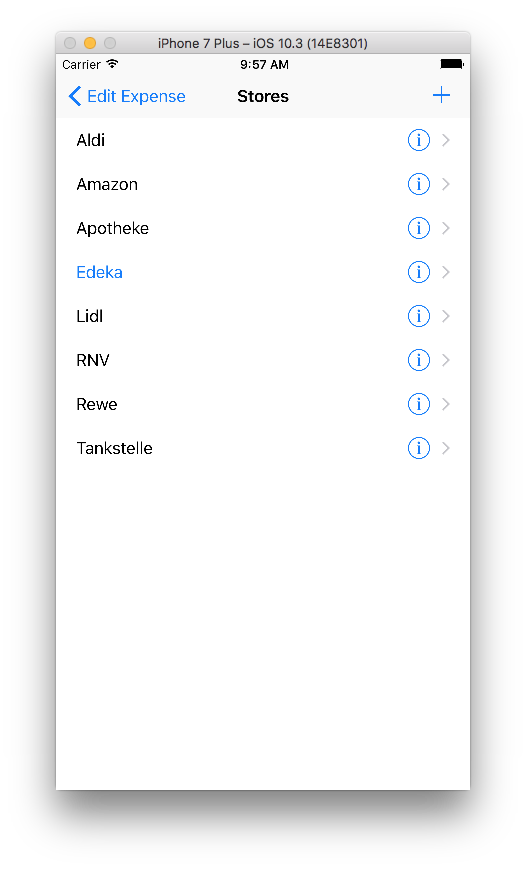 iPhone 7 Plus – iOS 10.3 (14E8301)
Carrier 9:57 AM
Edit Expense Stores
Aldi
Amazon
Apotheke
Edeka
Lidl
RNV
Rewe
Tankstelle